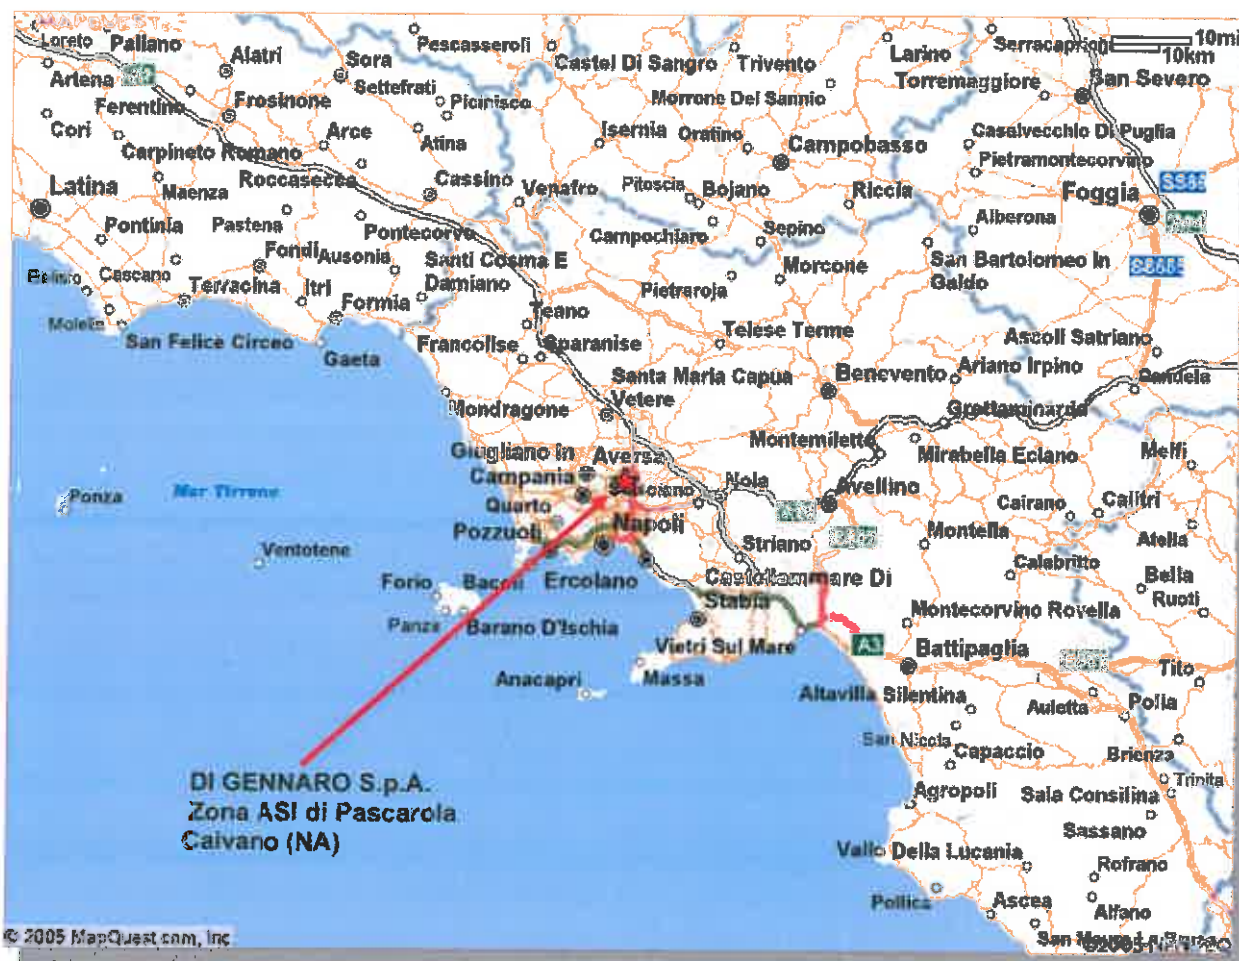 MAPQUEST
10mi
10km
Loreto
Paliano
Alatri
Sora
Pescasseroli
Castel Di Sangro
Trivento
Larino
Serracapriori
Artena
Settefrati
Torremaggiore
San Severo
Ferentino
Frosinone
Picinisco
Morrone Del Sannio
Cori
Arce
Atina
Isernia
Oratino
Campobasso
Casalvecchio Di Puglia
Carpineto Romano
Pietramontecorvino
Latina
Maenza
Roccasecca
Cassino
Venafro
Pitoscia
Bojano
Riccia
Foggia
Pontinia
Pastena
Pontecorvo
Campochiaro
Sepino
Alberona
Fondi
Ausonia
Santi Cosma E
Damiano
San Bartolomeo In
Galdo
Cascano
Terracina
Itri
Formia
Pietraroja
Morcone
Teano
San Felice Circeo
Gaeta
Francolise
Sparanise
Telese Terme
Ascoli Satriano
Santa Maria Capua
Vetere
Benevento
Ariano Irpino
Candela
Mondragone
Grottaminarda
Montemiletto
Mirabella Eclano
Melfi
Giugliano In
Campania
Aversa
Nola
Avellino
Cairano
Calitri
Ponza
Mar Tirreno
Quarto
Pozzuoli
Napoli
Montella
Atella
Ventotene
Striano
Calabritto
Bella
Forio
Bacoli
Ercolano
Castellammare Di
Stabia
Ruoti
Panza
Barano D'Ischia
Montecorvino Rovella
Vietri Sul Mare
A3
Battipaglia
Anacapri
Massa
Tito
Altavilla Silentina
Auletta
Polla
San Nicola
Capaccio
Brienza
DI GENNARO S.p.A.
Zona ASI di Pascarola
Caivano (NA)
Trinita
Agropoli
Sala Consilina
Sassano
Vallo Della Lucania
Rofrano
Pollica
Ascea
Alfano
© 2005 MapQuest.com, Inc